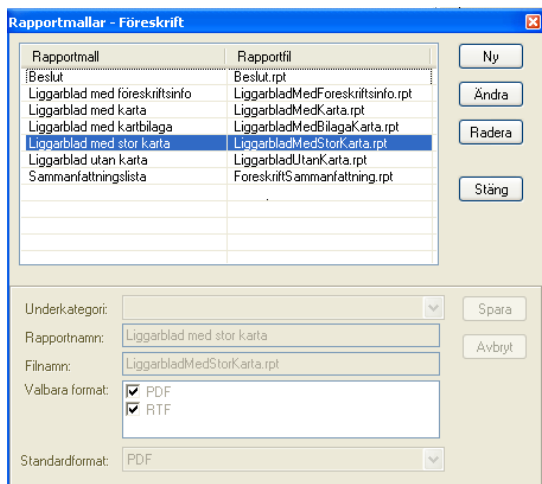 Rapportmallar - Föreskrift
Rapportmall Rapportfil
Beslut Beslut.rpt
Liggarblad med föreskriftsinfo LiggarbladMedForeskriftsinfo.rpt
Liggarblad med karta LiggarbladMedKarta.rpt
Liggarblad med kartbilaga LiggarbladMedBilagaKarta.rpt
Liggarblad med stor karta LiggarbladMedStorKarta.rpt
Liggarblad utan karta LiggarbladUtanKarta.rpt
Sammanfattningslista ForeskriftSammanfattning.rpt
Ny
Ändra
Radera
Stäng
Underkategori:
Rapportnamn: Liggarblad med stor karta
Filnamn: LiggarbladMedStorKarta.rpt
Valbara format: PDF
RTF
Standardformat: PDF
Spara
Avbryt